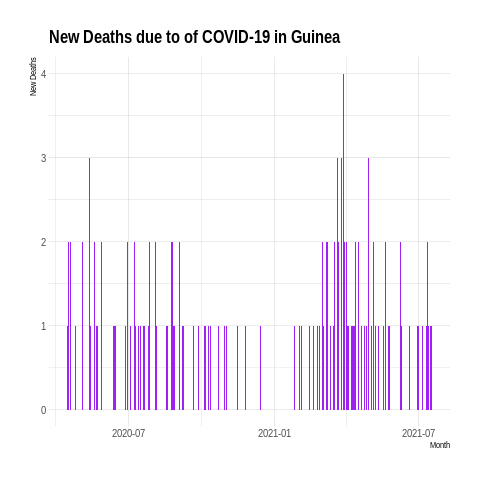 New Deaths due to of COVID-19 in Guinea
New Deaths
4
3
2
1
0
2020-07
2021-01
2021-07
Month